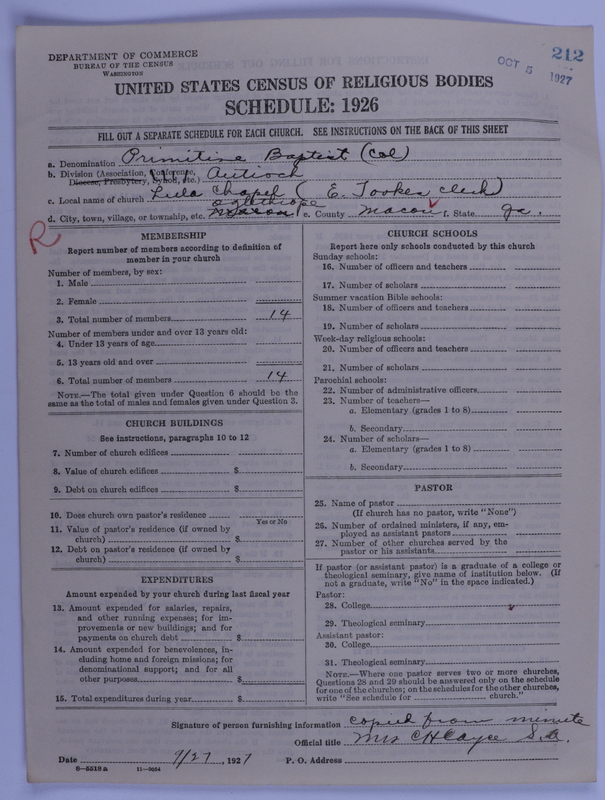 DEPARTMENT OF COMMERCE
BUREAU OF THE CENSUS
WASHINGTON
OCT 5 1927
212
UNITED STATES CENSUS OF RELIGIOUS BODIES
SCHEDULE: 1926
FILL OUT A SEPARATE SCHEDULE FOR EACH CHURCH. SEE INSTRUCTIONS ON THE BACK OF THIS SHEET
a. Denomination Primitive Baptist (Col)
b. Division (Association, Conference, Diocese, Presbytery, Synod, etc.) Antioch
c. Local name of church Lula Chapel ( E. Tookes, clerk)
Oglethorpe
d. City, town, village, or township, etc. e. County Macon f. State Ga.
R
MEMBERSHIP
Report number of members according to definition of
member in your church
Number of members, by sex:
1. Male
2. Female
3. Total number of members 14
Number of members under and over 13 years old:
4. Under 13 years of age
5. 13 years old and over
6. Total number of members 14
NOTE.—The total given under Question 6 should be
same as the total of males and females given under Question 3.
CHURCH BUILDINGS
See instructions, paragraphs 10 to 12
7. Number of church edifices
8. Value of church edifices $
9. Debt on church edifices $
10. Does church own pastor's residence
Yes or No
11. Value of pastor's residence (if owned by
church) $
12. Debt on pastor's residence (if owned by
church) $
EXPENDITURES
Amount expended by your church during last fiscal year
13. Amount expended for salaries, repairs,
and other running expenses; for im-
provements or new buildings; and for
payments on church debt $
14. Amount expended for benevolences, in-
cluding home and foreign missions; for
denominational support; and for all
other purposes $
15. Total expenditures during year $
CHURCH SCHOOLS
Report here only schools conducted by this church
Sunday schools:
16. Number of officers and teachers
17. Number of scholars
Summer vacation Bible schools:
18. Number of officers and teachers
19. Number of scholars
Week-day religious schools:
20. Number of officers and teachers
21. Number of scholars
Parochial schools:
22. Number of administrative officers
23. Number of teachers—
a. Elementary (grades 1 to 8)
b. Secondary
24. Number of scholars—
a. Elementary (grades 1 to 8)
b. Secondary
PASTOR
25. Name of pastor
(If church has no pastor, write "None")
26. Number of ordained ministers, if any, em-
ployed as assistant pastors
27. Number of other churches served by the
pastor or his assistants
If pastor (or assistant pastor) is a graduate of a college or
theological seminary, give name of institution below. (If
not a graduate, write "No" in the space indicated.)
Pastor:
28. College
29. Theological seminary
Assistant pastor:
30. College
31. Theological seminary
NOTE.—Where one pastor serves two or more churches,
Questions 28 and 29 should be answered only on the schedule
for one of the churches; on the schedules for the other churches,
write "See schedule for church."
Signature of person furnishing information copied from minute
Official title Mrs C H Cayce S.A.
Date 9/27, 1927 P. O. Address
8-5518a 11-9064